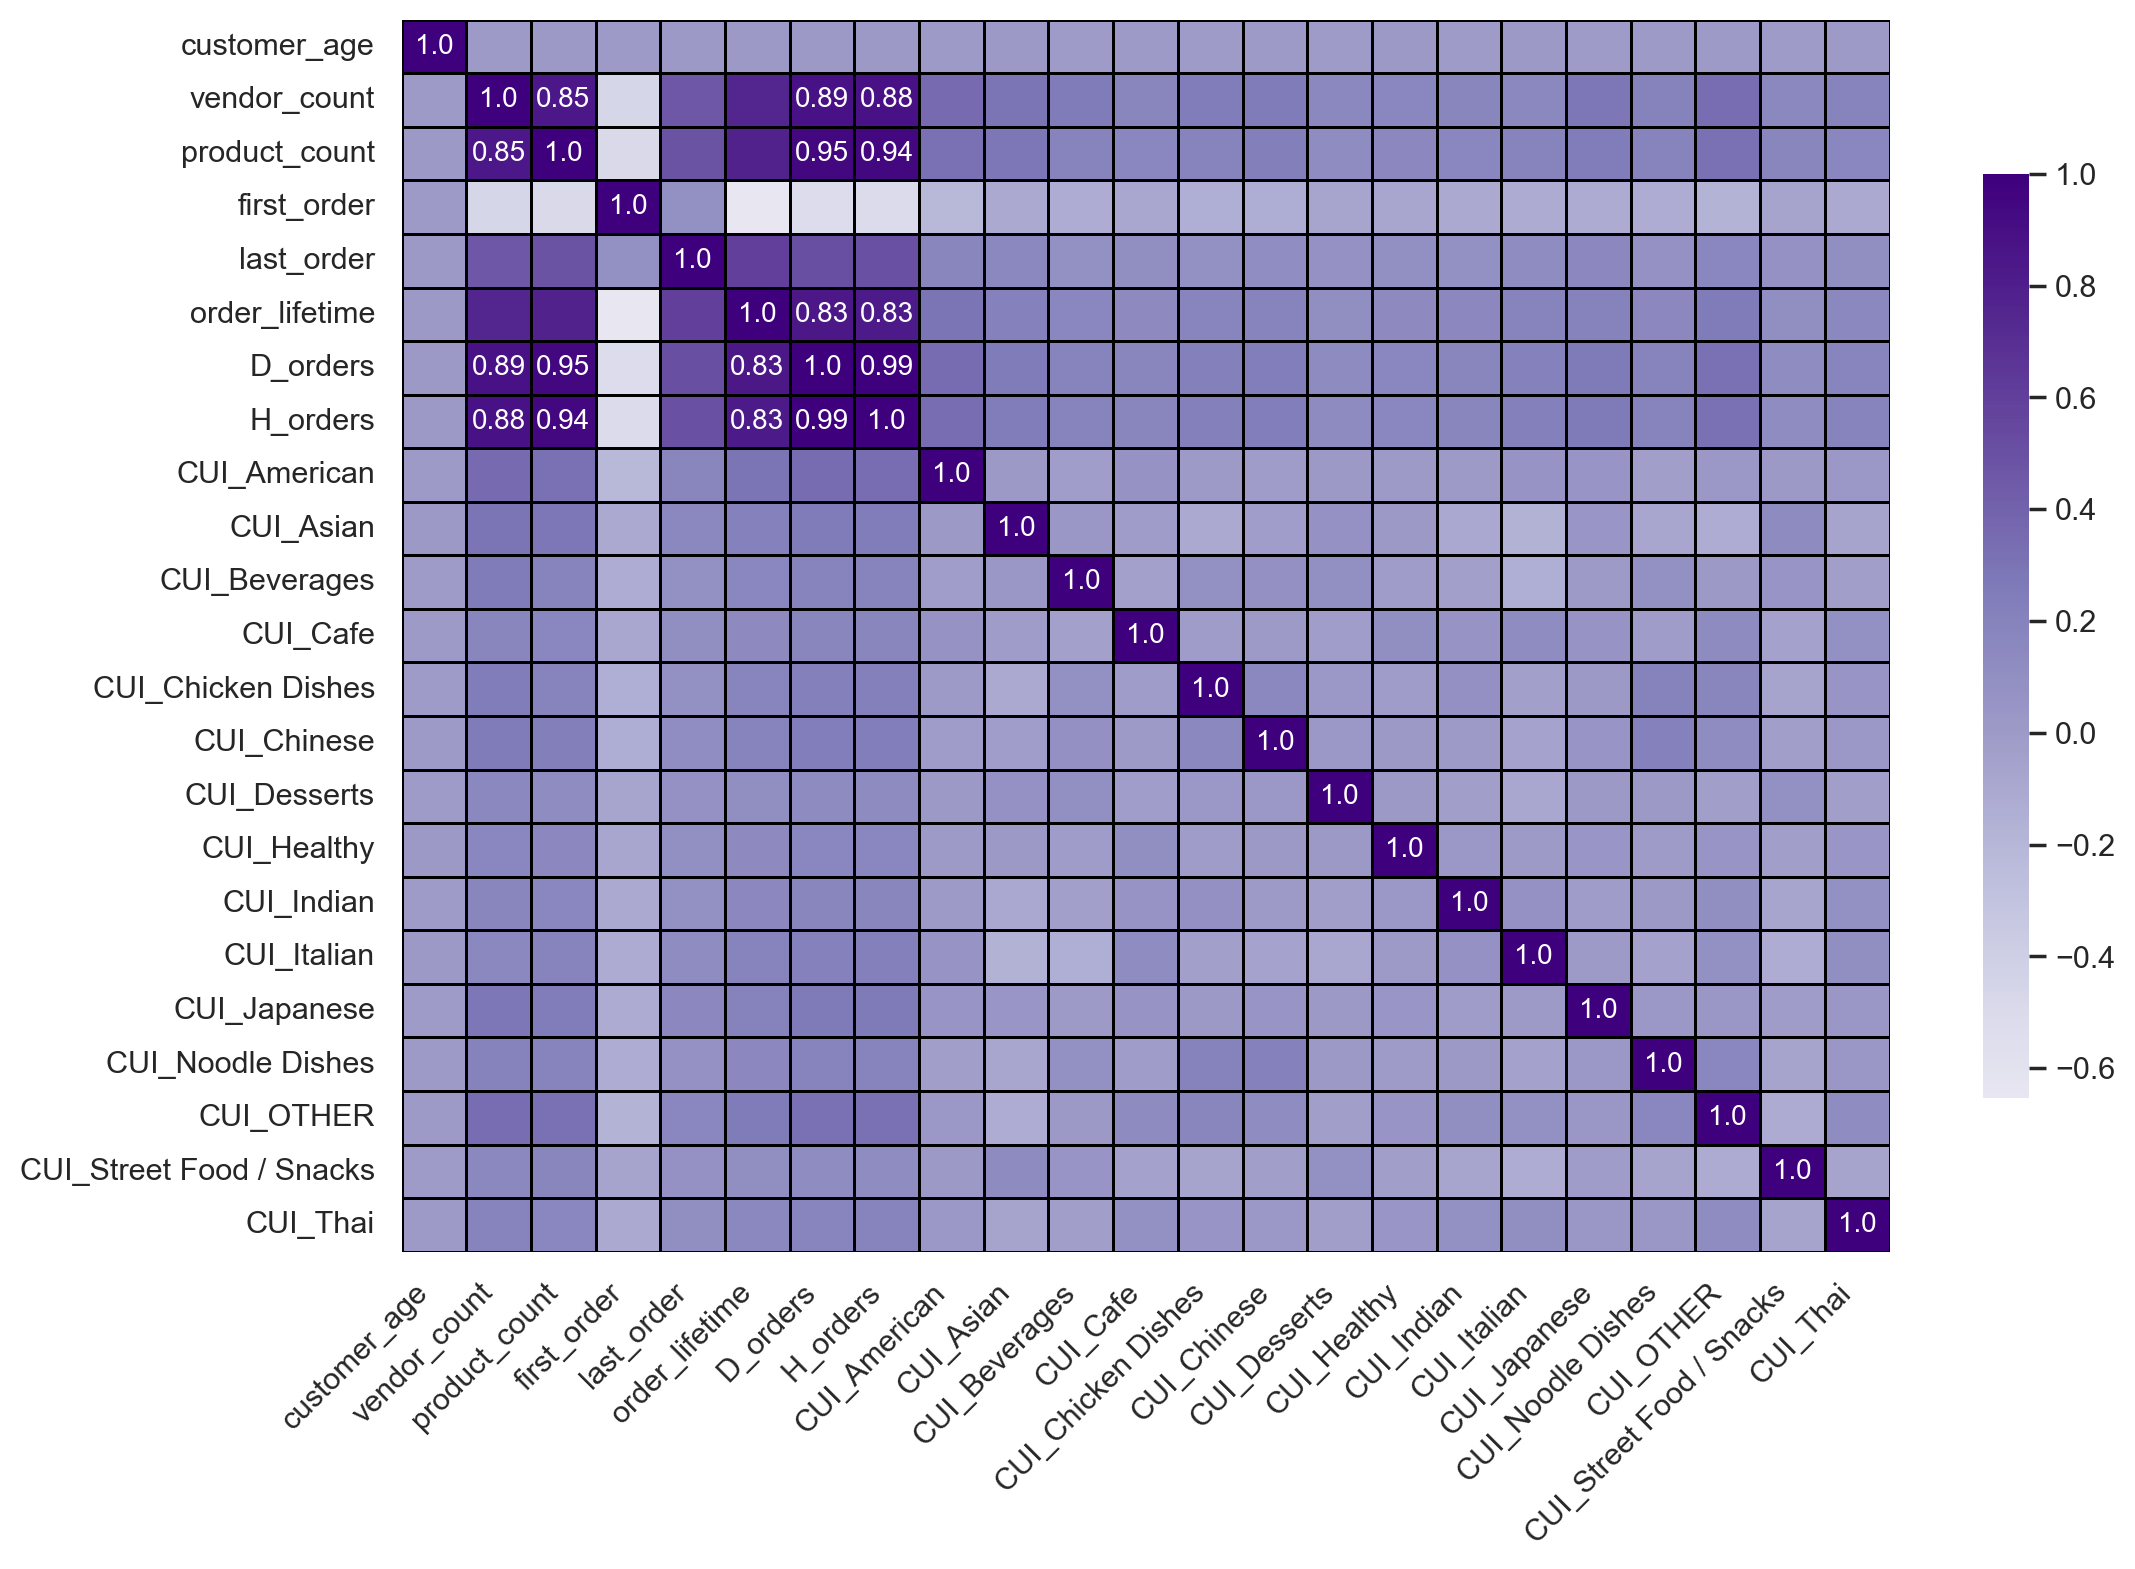 customer_age 1.0
vendor_count 1.0 0.85 0.89 0.88
product_count 0.85 1.0 0.95 0.94
first_order 1.0
last_order 1.0
order_lifetime 1.0 0.83 0.83
D_orders 0.89 0.95 0.83 1.0 0.99
H_orders 0.88 0.94 0.83 0.99 1.0
CUI_American 1.0
CUI_Asian 1.0
CUI_Beverages 1.0
CUI_Cafe 1.0
CUI_Chicken Dishes 1.0
CUI_Chinese 1.0
CUI_Desserts 1.0
CUI_Healthy 1.0
CUI_Indian 1.0
CUI_Italian 1.0
CUI_Japanese 1.0
CUI_Noodle Dishes 1.0
CUI_OTHER 1.0
CUI_Street Food / Snacks 1.0
CUI_Thai 1.0
customer_age
vendor_count
product_count
first_order
last_order
order_lifetime
D_orders
H_orders
CUI_American
CUI_Asian
CUI_Beverages
CUI_Cafe
CUI_Chicken Dishes
CUI_Chinese
CUI_Desserts
CUI_Healthy
CUI_Indian
CUI_Italian
CUI_Japanese
CUI_Noodle Dishes
CUI_OTHER
CUI_Street Food / Snacks
CUI_Thai
1.0
0.8
0.6
0.4
0.2
0.0
−0.2
−0.4
−0.6